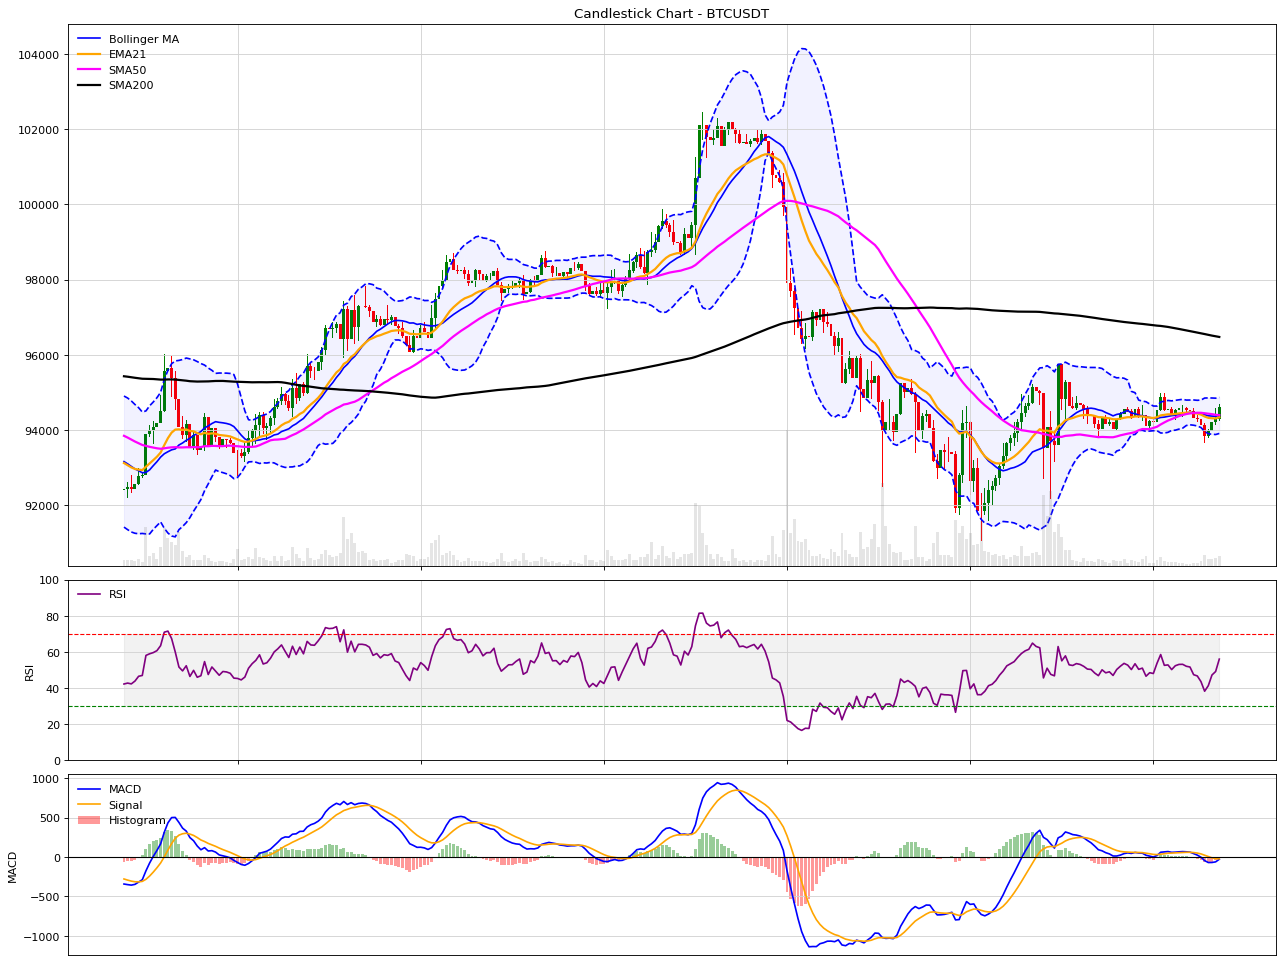 Candlestick Chart - BTCUSDT
Bollinger MA
EMA21
SMA50
SMA200
104000
102000
100000
98000
96000
94000
92000
RSI
RSI
100
80
60
40
20
0
MACD
Signal
Histogram
MACD
1000
500
0
−500
−1000